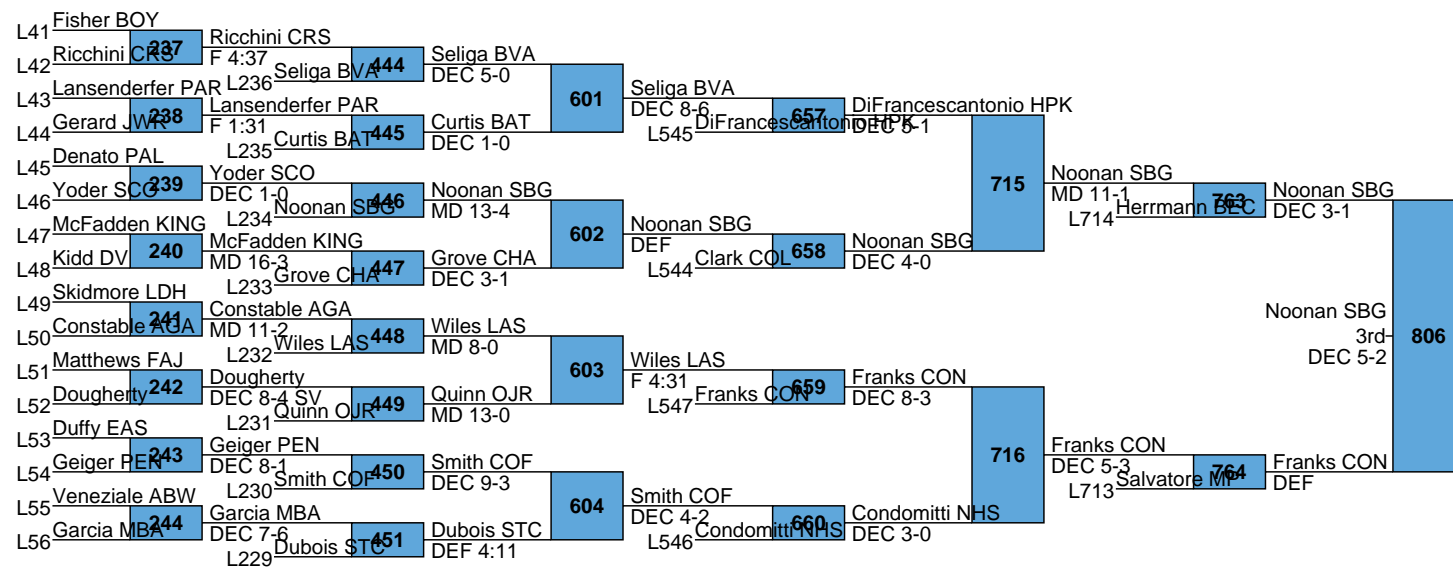 L41 Fisher BOY
237
L42 Ricchini CRS
L43 Lansenderfer PAR
238
L44 Gerard JWR
L45 Denato PAL
239
L46 Yoder SCO
L47 McFadden KING
240
L48 Kidd DV
L49 Skidmore LDH
241
L50 Constable AGA
L51 Matthews FAJ
242
L52 Dougherty
L53 Duffy EAS
243
L54 Geiger PEN
L55 Veneziale ABW
244
L56 Garcia MBA
Ricchini CRS
F 4:37
444
L236 Seliga BVA
Lansenderfer PAR
F 1:31
445
L235 Curtis BAT
Yoder SCO
DEC 1-0
446
L234 Noonan SBG
McFadden KING
MD 16-3
447
L233 Grove CHA
Constable AGA
MD 11-2
448
L232 Wiles LAS
Dougherty
DEC 8-4 SV
449
L231 Quinn OJR
Geiger PEN
DEC 8-1
450
L230 Smith COF
Garcia MBA
DEC 7-6
451
L229 Dubois STC
Seliga BVA
DEC 5-0
601
Curtis BAT
DEC 1-0
Noonan SBG
MD 13-4
602
Grove CHA
DEC 3-1
Wiles LAS
MD 8-0
603
Quinn OJR
MD 13-0
Smith COF
DEC 9-3
604
Dubois STC
DEF 4:11
Seliga BVA
DEC 8-6
657
L545 DiFrancescantonio HPK
Noonan SBG
DEF
658
L544 Clark COL
Wiles LAS
F 4:31
659
L547 Franks CON
Smith COF
DEC 4-2
660
L546 Condomitti NHS
DiFrancescantonio HPK
DEC 5-1
715
Noonan SBG
DEC 4-0
Franks CON
DEC 8-3
716
Condomitti NHS
DEC 3-0
Noonan SBG
MD 11-1
763
L714 Herrmann BEC
Franks CON
DEC 5-3
764
L713 Salvatore MP
Noonan SBG
DEC 3-1
806
Franks CON
DEF
Noonan SBG
3rd
DEC 5-2